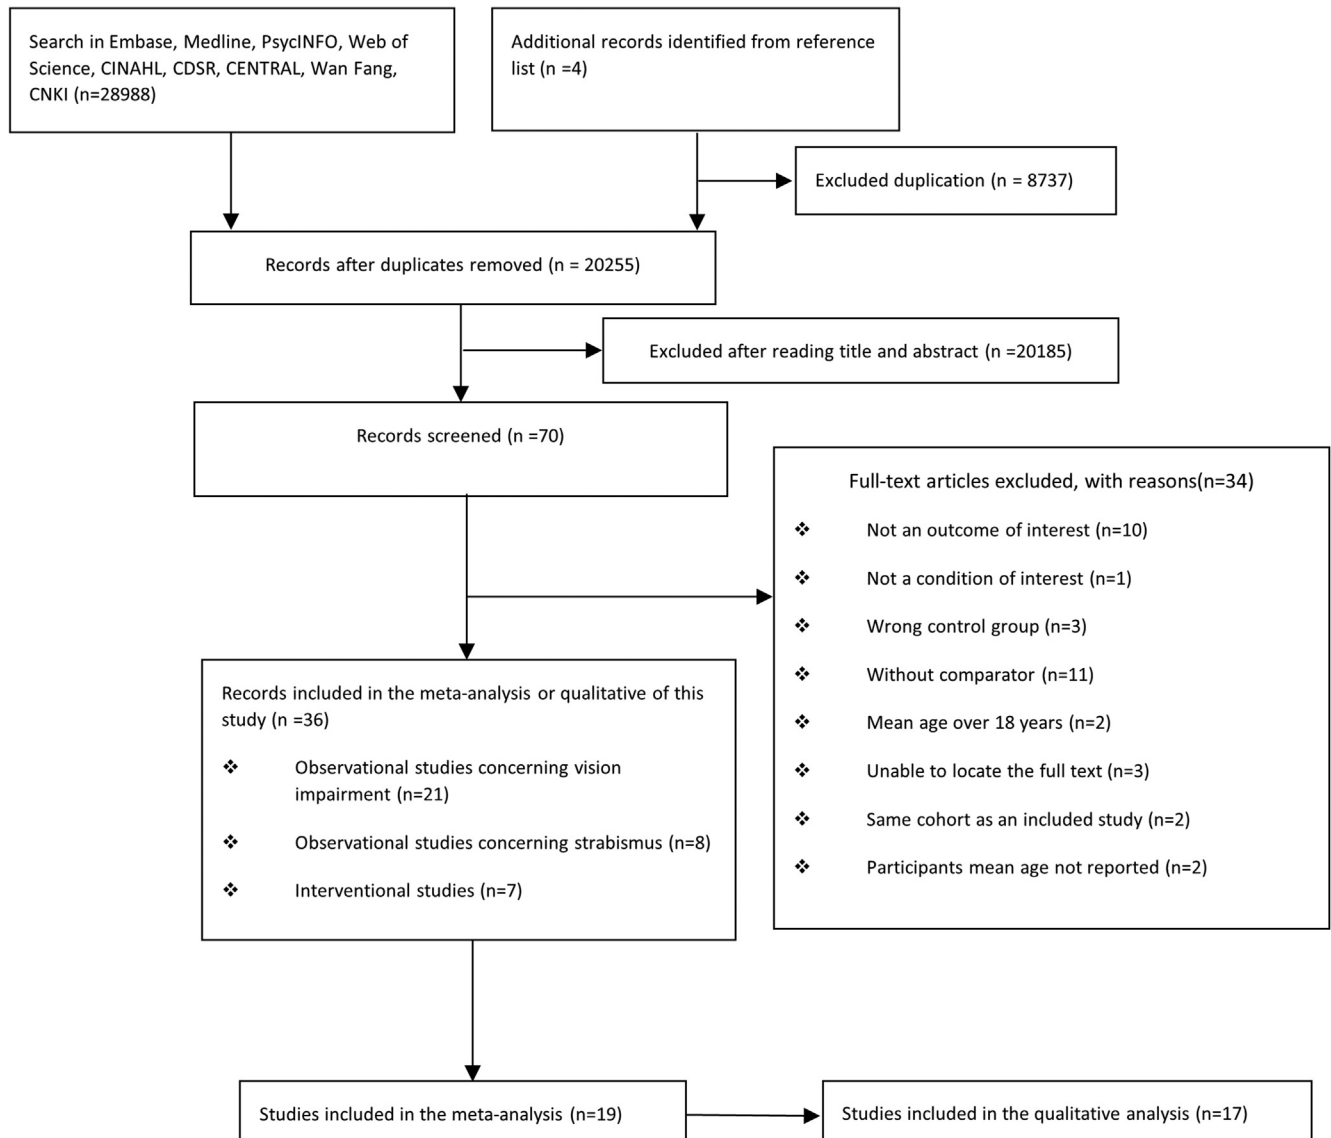 Search in Embase, Medline, PsycINFO, Web of
Science, CINAHL, CDSR, CENTRAL, Wan Fang,
CNKI (n=28988)
Additional records identified from reference
list (n =4)
Excluded duplication (n = 8737)
Records after duplicates removed (n = 20255)
Excluded after reading title and abstract (n =20185)
Records screened (n =70)
Full-text articles excluded, with reasons(n=34)
❖ Not an outcome of interest (n=10)
❖ Not a condition of interest (n=1)
❖ Wrong control group (n=3)
❖ Without comparator (n=11)
❖ Mean age over 18 years (n=2)
❖ Unable to locate the full text (n=3)
❖ Same cohort as an included study (n=2)
❖ Participants mean age not reported (n=2)
Records included in the meta-analysis or qualitative of this
study (n =36)
❖ Observational studies concerning vision
impairment (n=21)
❖ Observational studies concerning strabismus (n=8)
❖ Interventional studies (n=7)
Studies included in the meta-analysis (n=19)
Studies included in the qualitative analysis (n=17)